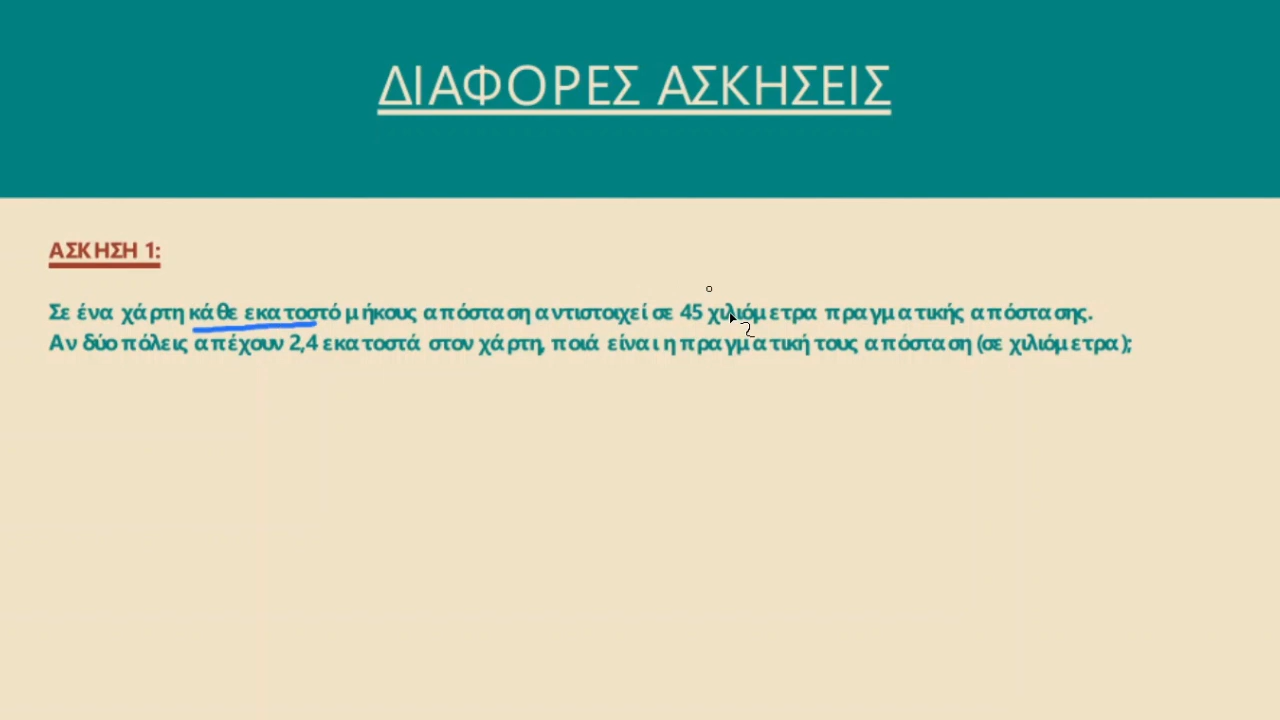 ΔΙΑΦΟΡΕΣ ΑΣΚΗΣΕΙΣ
ΑΣΚΗΣΗ 1:
Σε ένα χάρτη κάθε εκατοστό μήκους απόσταση αντιστοιχεί σε 45 χιλιόμετρα πραγματικής απόστασης.
Αν δύο πόλεις απέχουν 2,4 εκατοστά στον χάρτη, ποιά είναι η πραγματική τους απόσταση (σε χιλιόμετρα);